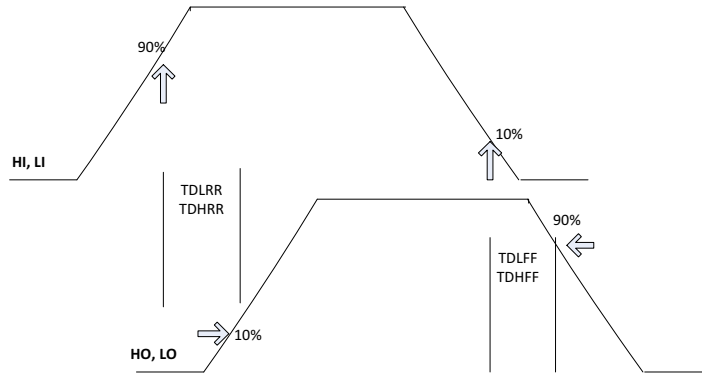 90%
10%
HI, LI
TDLRR
TDHRR
90%
TDLFF
TDHFF
10%
HO, LO